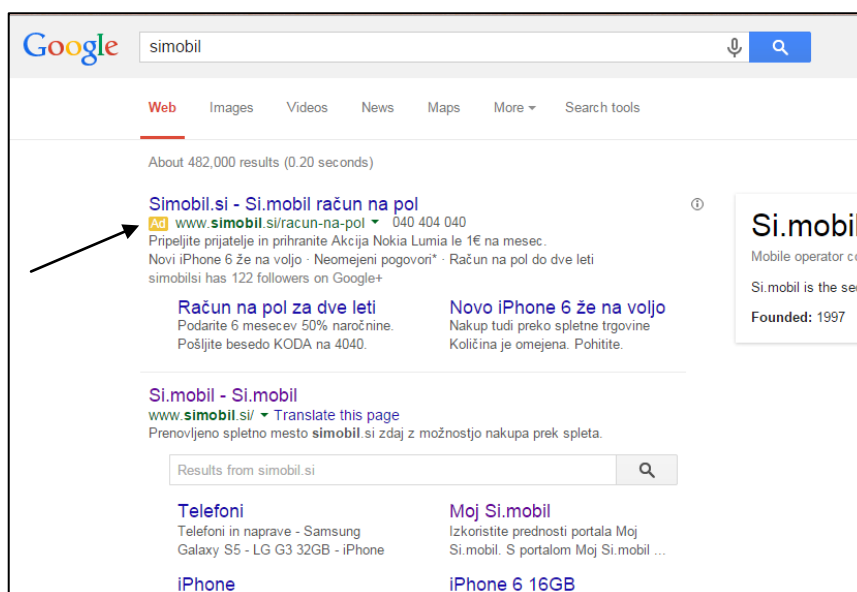 Google simobil
Web Images Videos News Maps More Search tools
About 482,000 results (0.20 seconds)
Simobil.si - Si.mobil račun na pol
Ad www.simobil.si/racun-na-pol 040 404 040
Pripeljite prijatelje in prihranite Akcija Nokia Lumia le 1€ na mesec.
Novi iPhone 6 že na voljo · Neomejeni pogovori* · Račun na pol do dve leti
simobilsi has 122 followers on Google+
Račun na pol za dve leti
Podarite 6 mesecev 50% naročnine.
Pošljite besedo KODA na 4040.
Novo iPhone 6 že na voljo
Nakup tudi preko spletne trgovine
Količina je omejena. Pohitite.
Si.mobil - Si.mobil
www.simobil.si/ Translate this page
Prenovljeno spletno mesto simobil.si zdaj z možnostjo nakupa prek spleta.
Results from simobil.si
Telefoni
Telefoni in naprave - Samsung
Galaxy S5 - LG G3 32GB - iPhone
Moj Si.mobil
Izkoristite prednosti portala Moj
Si.mobil. S portalom Moj Si.mobil ...
iPhone
iPhone 6 16GB
Si.mobil
Mobile operator
Si.mobil is the
Founded: 1997